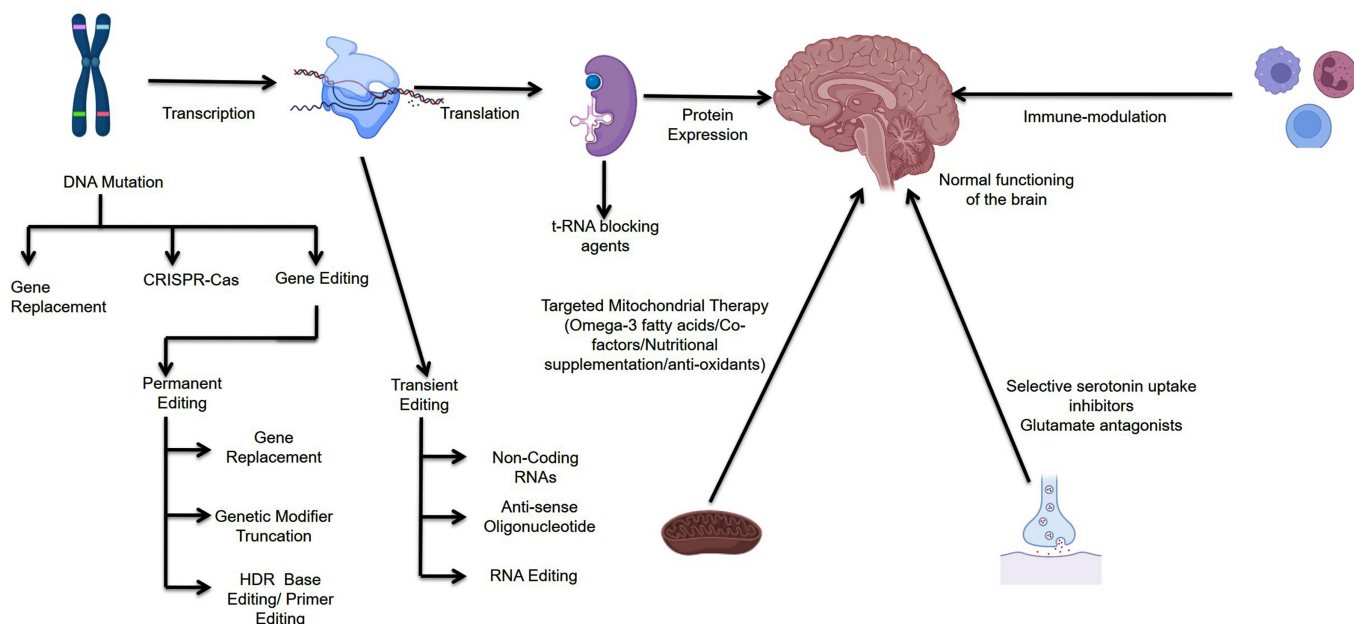 Transcription
Translation
Protein
Expression
Immune-modulation
DNA Mutation
Normal functioning
of the brain
t-RNA blocking
agents
Gene
Replacement
CRISPR-Cas
Gene Editing
Targeted Mitochondrial Therapy
(Omega-3 fatty acids/Co-
factors/Nutritional
supplementation/anti-oxidants)
Permanent
Editing
Transient
Editing
Selective serotonin uptake
inhibitors
Glutamate antagonists
Gene
Replacement
Genetic Modifier
Truncation
HDR Base
Editing/ Primer
Editing
Non-Coding
RNAs
Anti-sense
Oligonucleotide
RNA Editing